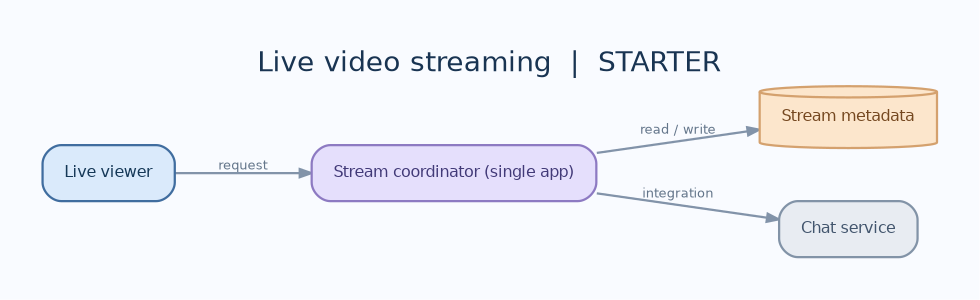 Live video streaming | STARTER
Stream metadata
read / write
Live viewer
request
Stream coordinator (single app)
integration
Chat service